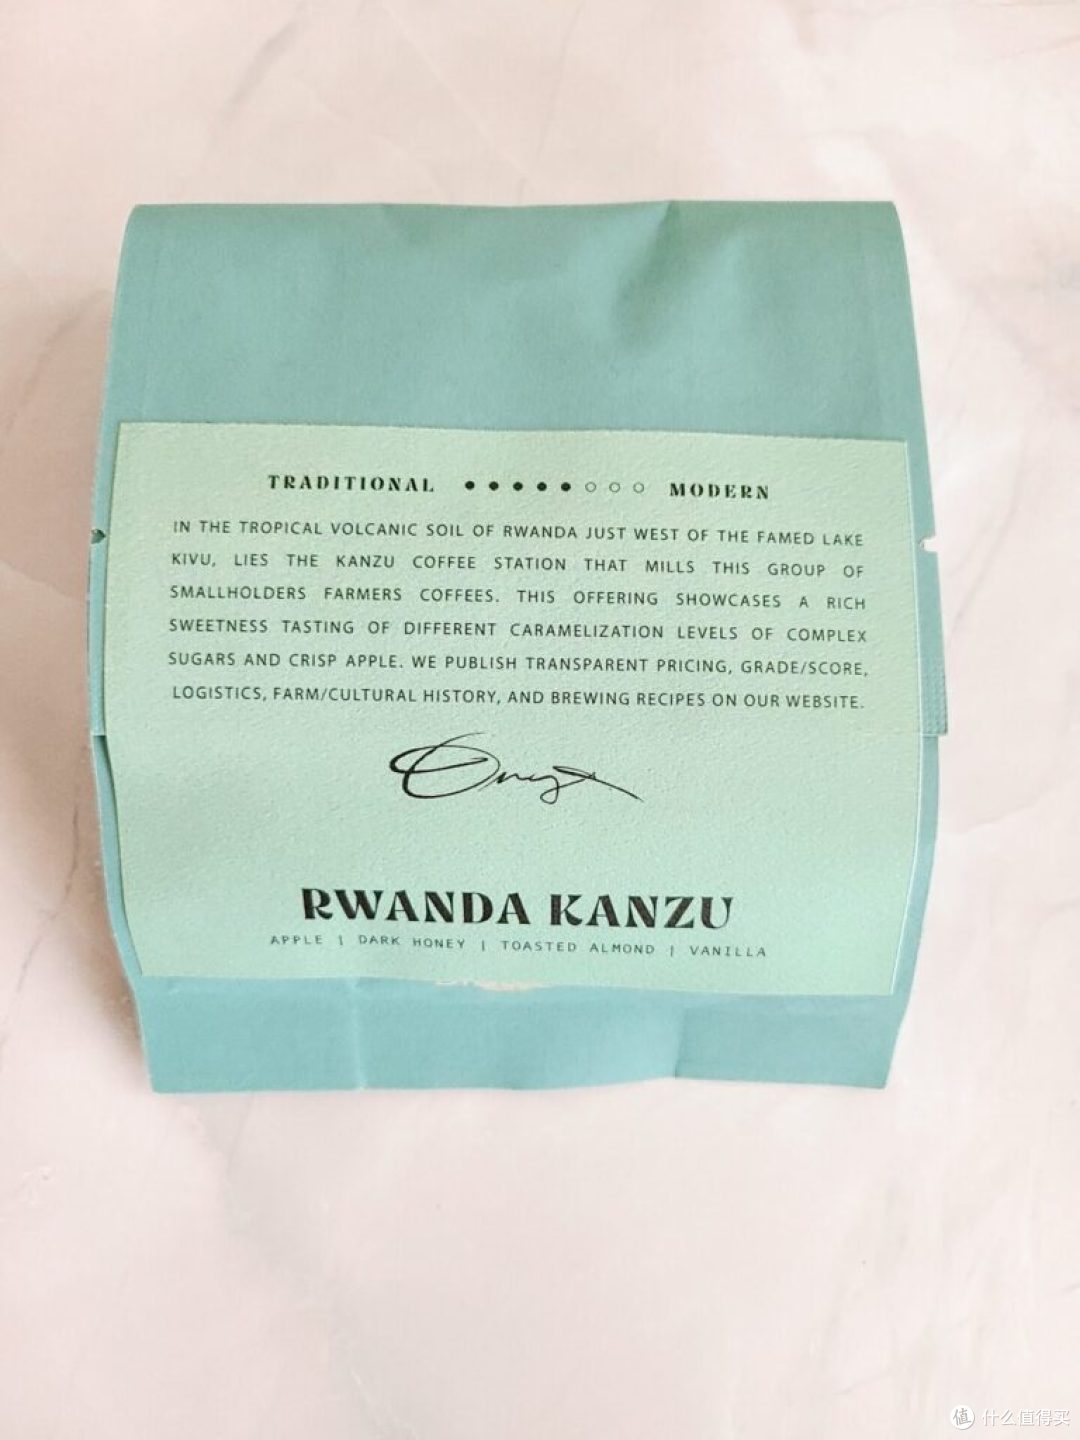 TRADITIONAL ●●●●●○○○ MODERN
IN THE TROPICAL VOLCANIC SOIL OF RWANDA JUST WEST OF THE FAMED LAKE
KIVU, LIES THE KANZU COFFEE STATION THAT MILLS THIS GROUP OF
SMALLHOLDERS FARMERS COFFEES. THIS OFFERING SHOWCASES A RICH
SWEETNESS TASTING OF DIFFERENT CARAMELIZATION LEVELS OF COMPLEX
SUGARS AND CRISP APPLE. WE PUBLISH TRANSPARENT PRICING, GRADE/SCORE,
LOGISTICS, FARM/CULTURAL HISTORY, AND BREWING RECIPES ON OUR WEBSITE.
Onyx
RWANDA KANZU
APPLE | DARK HONEY | TOASTED ALMOND | VANILLA
值 什么值得买